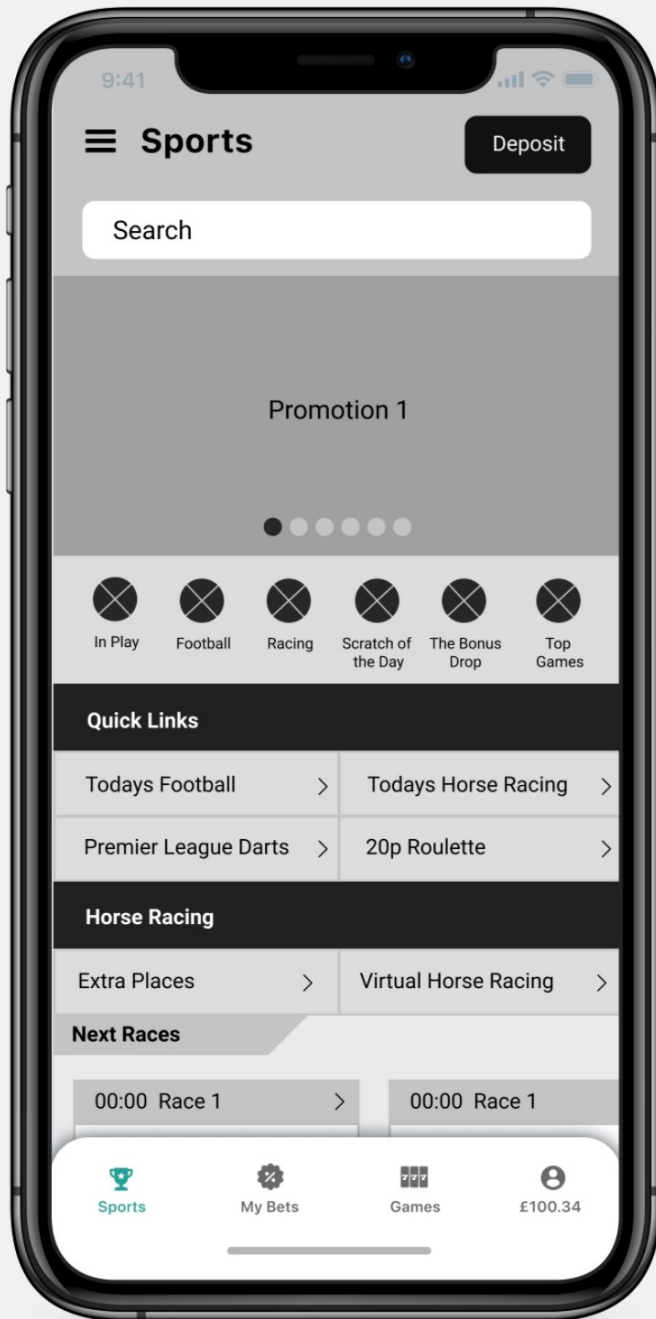 9:41
Sports
Deposit
Search
Promotion 1
In Play
Football
Racing
Scratch of
the Day
The Bonus
Drop
Top
Games
Quick Links
Todays Football
Todays Horse Racing
Premier League Darts
20p Roulette
Horse Racing
Extra Places
Virtual Horse Racing
Next Races
00:00 Race 1
00:00 Race 1
777
Sports
My Bets
Games
£100.34